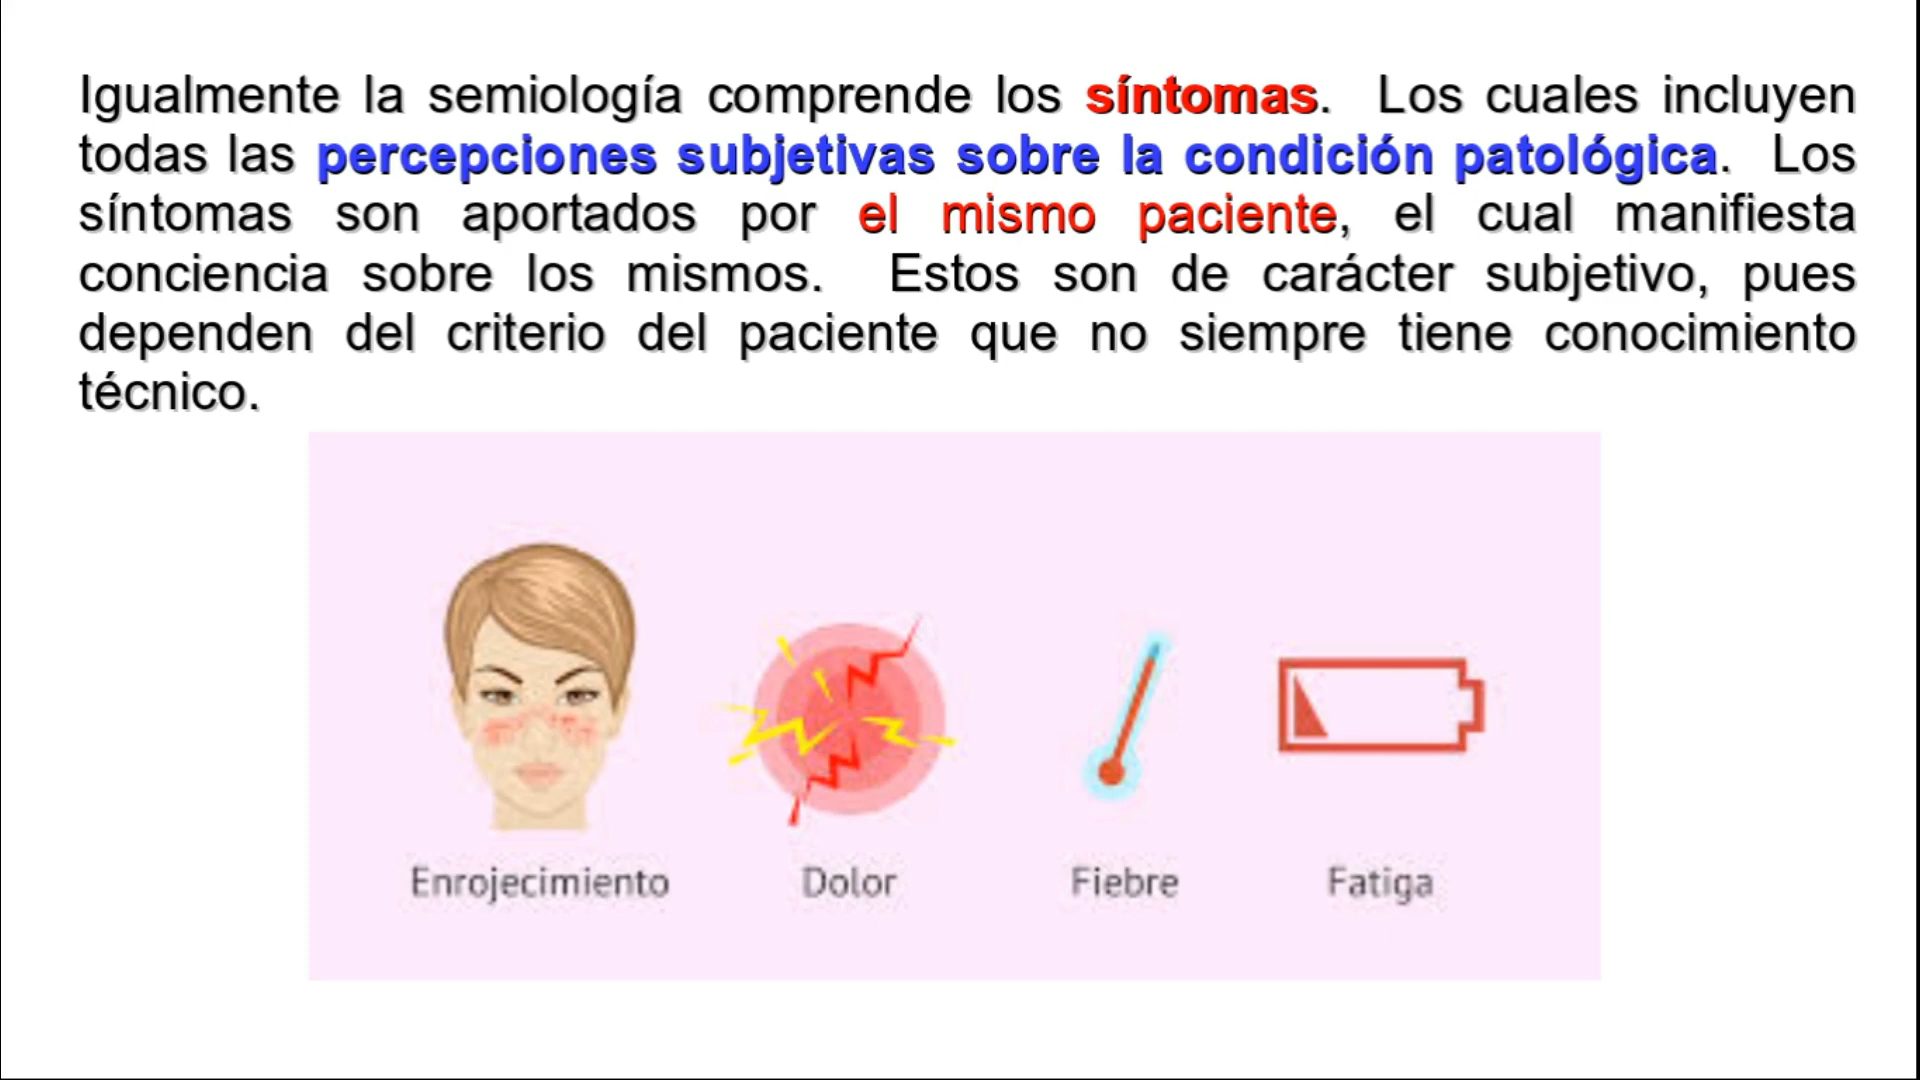 Igualmente la semiología comprende los síntomas. Los cuales incluyen
todas las percepciones subjetivas sobre la condición patológica. Los
síntomas son aportados por el mismo paciente, el cual manifiesta
conciencia sobre los mismos. Estos son de carácter subjetivo, pues
dependen del criterio del paciente que no siempre tiene conocimiento
técnico.
Enrojecimiento Dolor Fiebre Fatiga